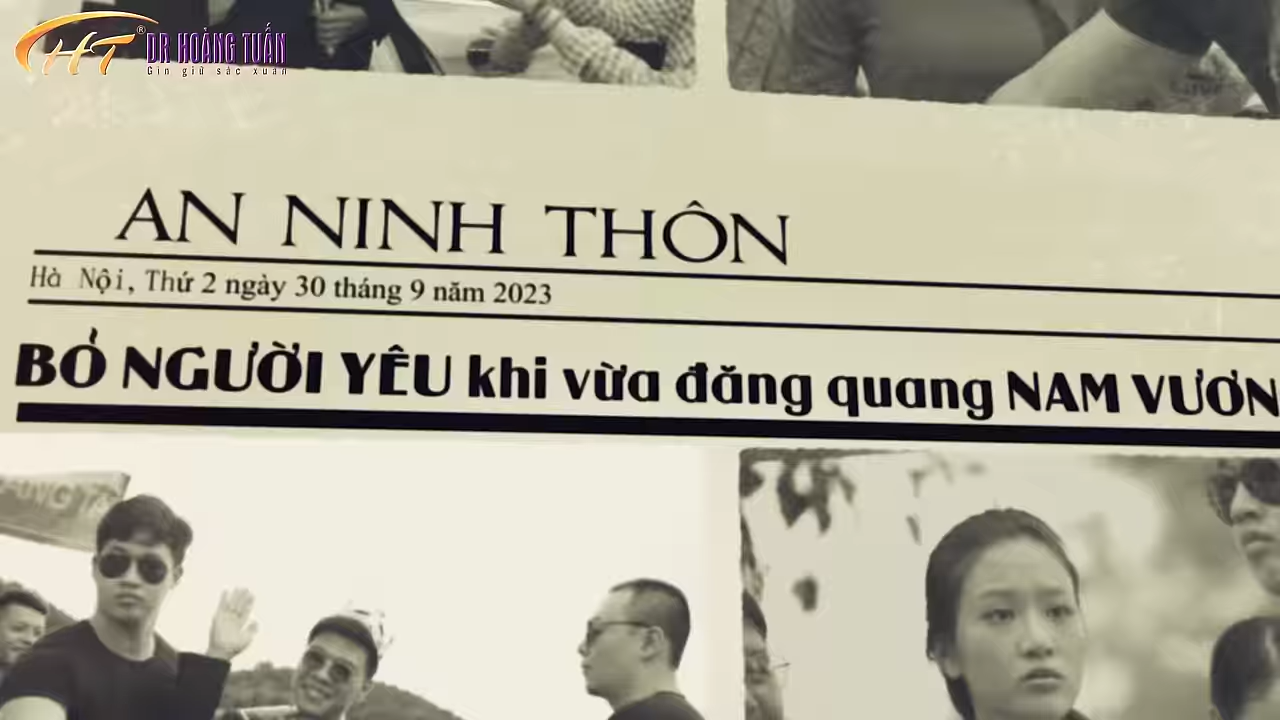 HT® DR HOÀNG TUẤN
Gìn giữ sắc xuân
AN NINH THÔN
Hà Nội, Thứ 2 ngày 30 tháng 9 năm 2023
BỎ NGƯỜI YÊU khi vừa đăng quang NAM VƯƠN